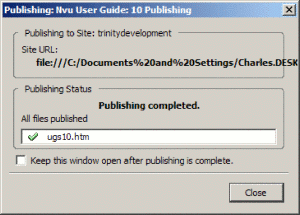 Publishing: Nvu User Guide: 10 Publishing
Publishing to Site: trinitydevelopment
Site URL:
file:///C:/Documents%20and%20Settings/Charles.DESK
Publishing Status
Publishing completed.
All files published
ugs10.htm
Keep this window open after publishing is complete.
Close